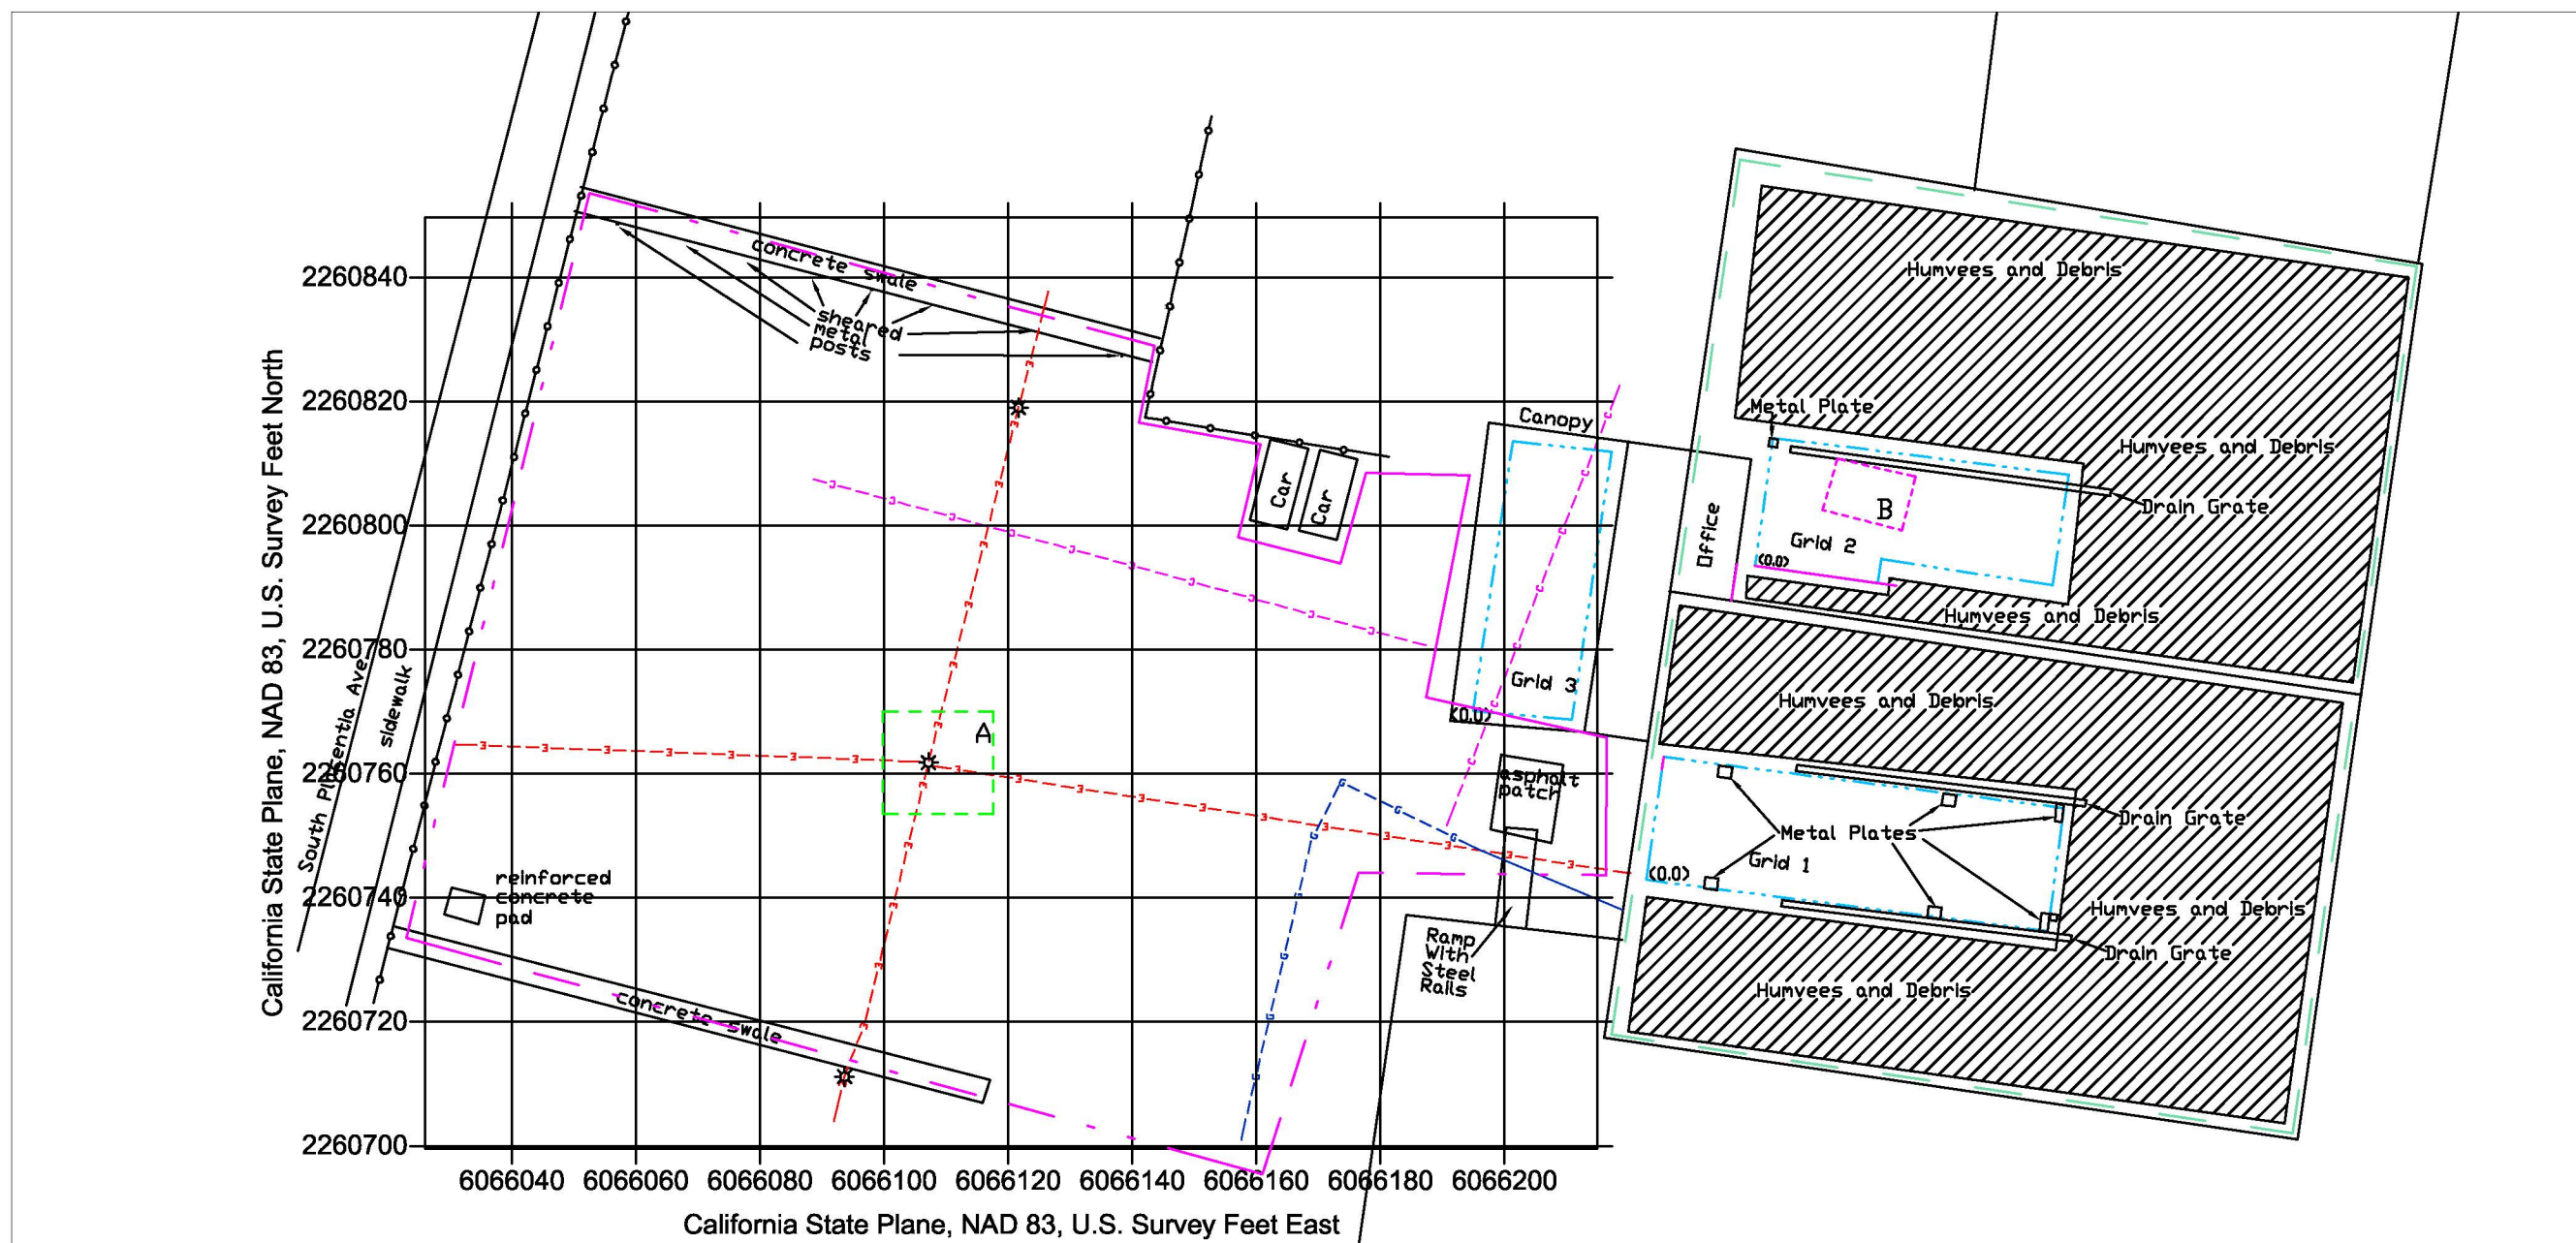 concrete swale
2260840
Humvees and Debris
sheared
metal
posts
2260820
Metal Plate
Canopy
Humvees and Debris
Car
Car
B
Drain Grate
2260800
Office
Grid 2
(0.0)
Humvees and Debris
2260780
Grid 3
(0.0)
Humvees and Debris
South Placentia Ave.
sidewalk
A
2260760
asphalt
patch
Drain Grate
Metal Plates
Grid 1
(0.0)
reinforced
concrete
pad
2260740
Humvees and Debris
Ramp
With
Steel
Rails
Drain Grate
Humvees and Debris
concrete swale
2260720
2260700
California State Plane, NAD 83, U.S. Survey Feet North
6066040 6066060 6066080 6066100 6066120 6066140 6066160 6066180 6066200
California State Plane, NAD 83, U.S. Survey Feet East